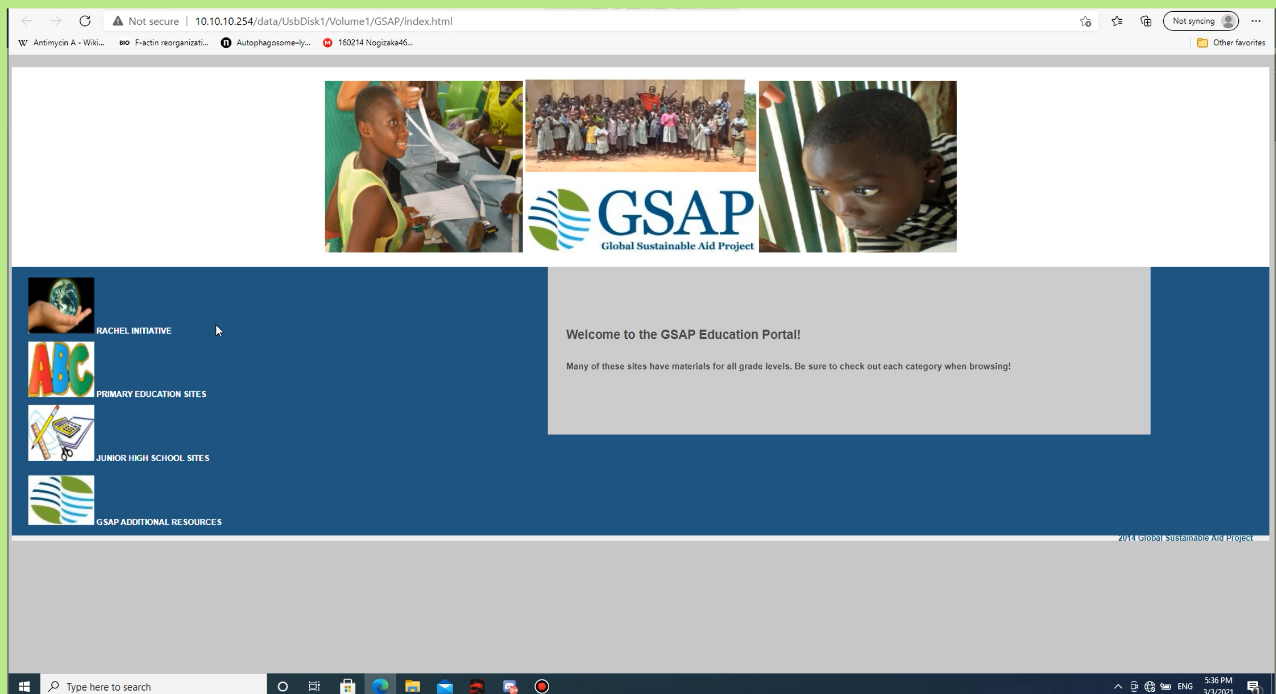 Not secure | 10.10.10.254/data/UsbDisk1/Volume1/GSAP/index.html
Not syncing
W Antimycin A - Wiki...
BIO F-actin reorganizati...
n Autophagosome–ly...
M 160214 Nogizaka46...
Other favorites
GSAP
Global Sustainable Aid Project
RACHEL INITIATIVE
ABC
PRIMARY EDUCATION SITES
JUNIOR HIGH SCHOOL SITES
GSAP ADDITIONAL RESOURCES
Welcome to the GSAP Education Portal!
Many of these sites have materials for all grade levels. Be sure to check out each category when browsing!
2014 Global Sustainable Aid Project
Type here to search
ENG
5:36 PM
3/3/2021